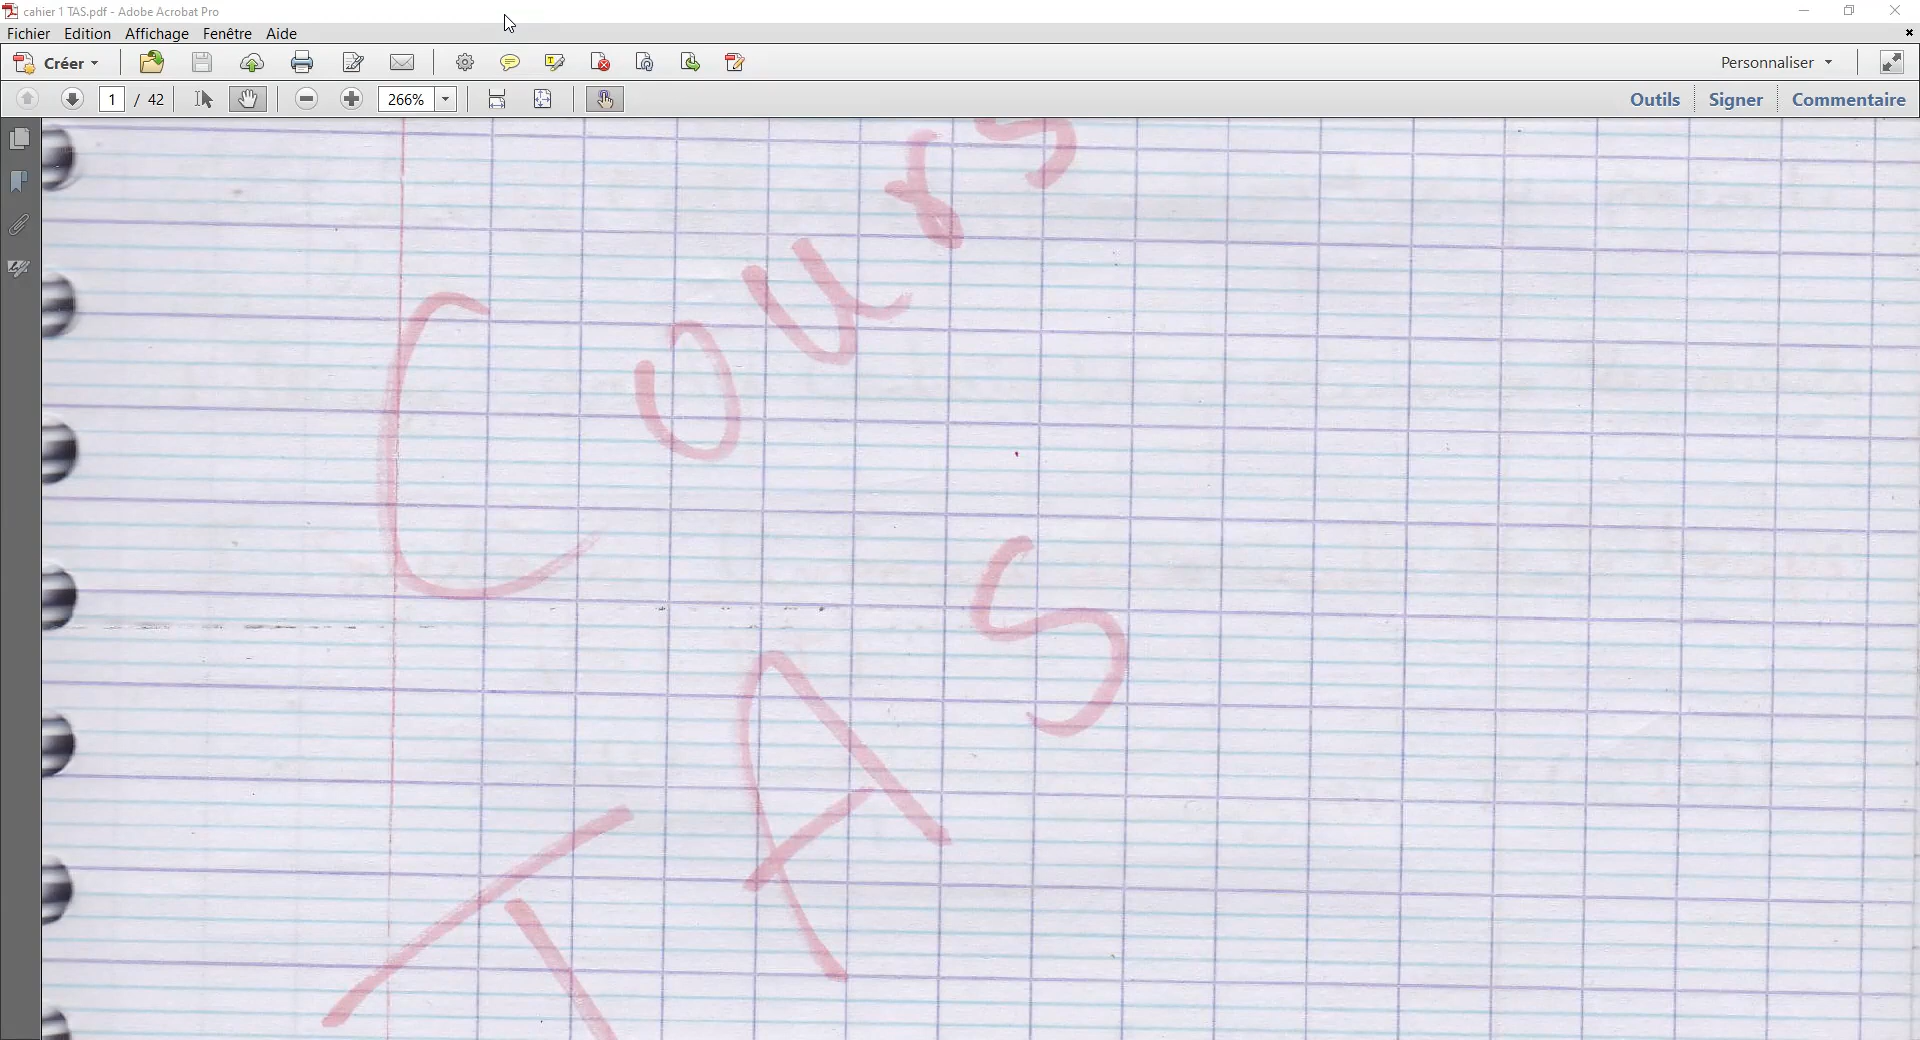 cahier 1 TAS.pdf - Adobe Acrobat Pro
Fichier Edition Affichage Fenêtre Aide
Créer
Personnaliser
1 / 42
266%
Outils Signer Commentaire
Cours
TAS